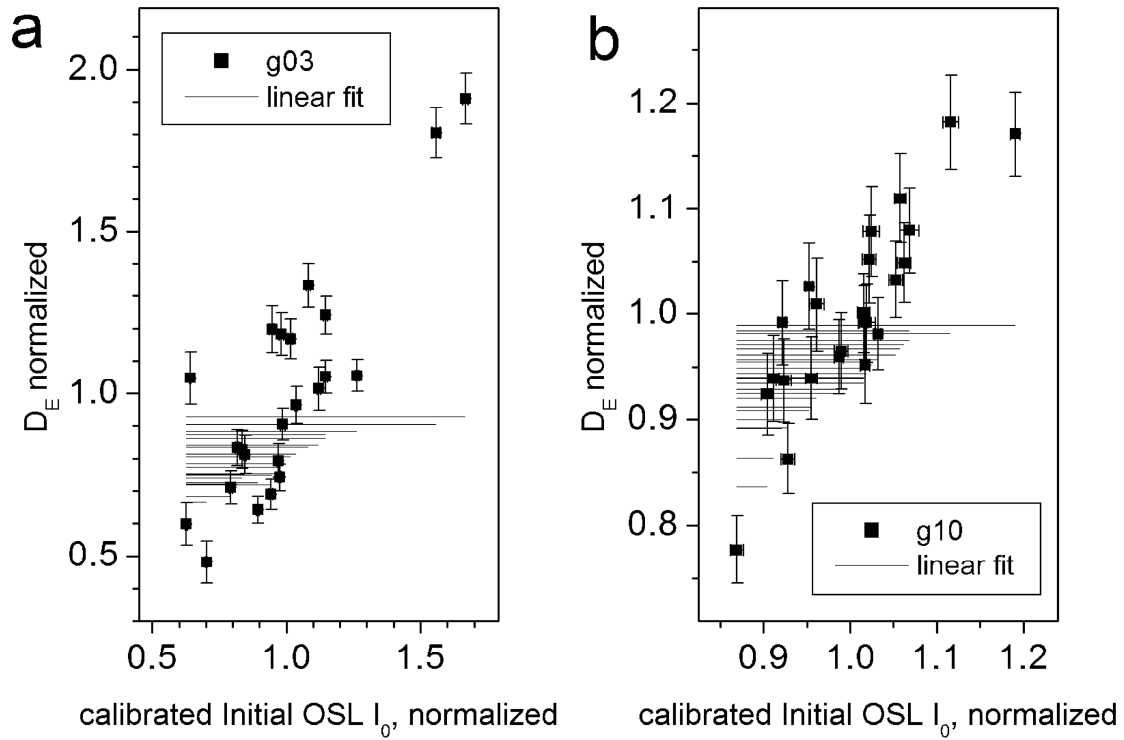 a
g03
linear fit
2.0
1.5
1.0
0.5
D_E normalized
0.5 1.0 1.5
calibrated Initial OSL I_0, normalized
b
1.2
1.1
1.0
0.9
0.8
D_E normalized
g10
linear fit
0.9 1.0 1.1 1.2
calibrated Initial OSL I_0, normalized